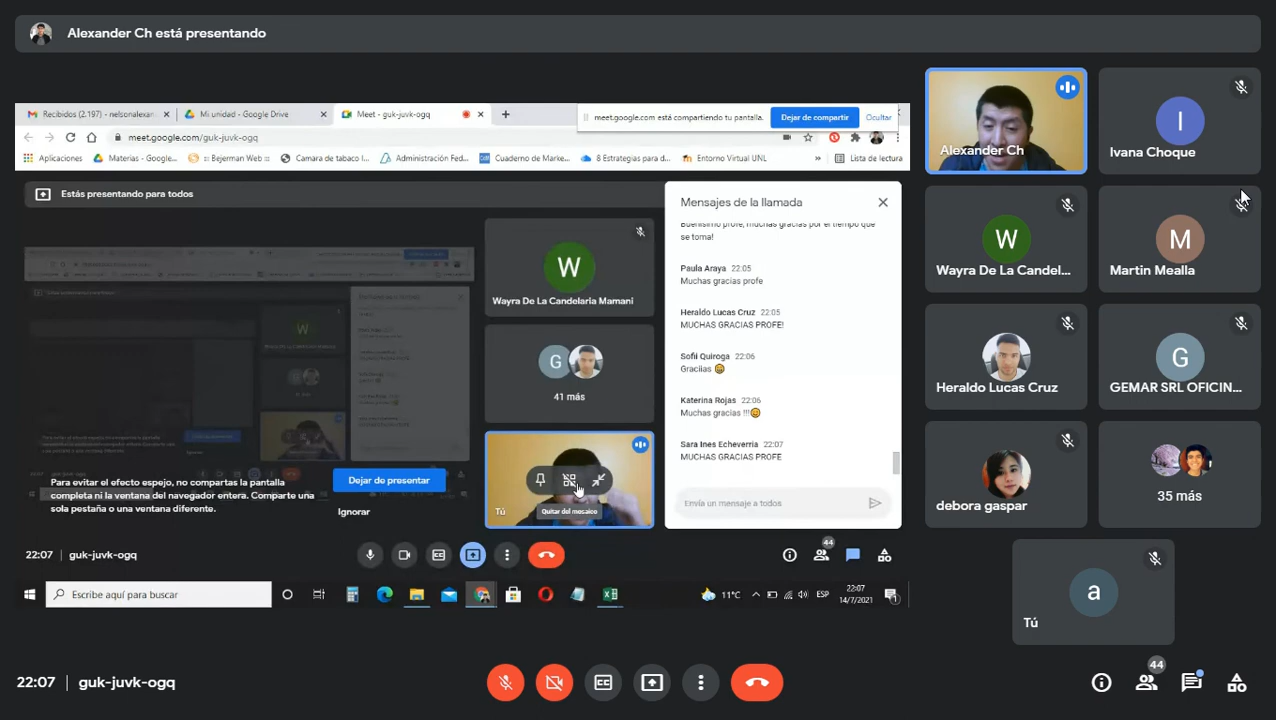 Alexander Ch está presentando
Recibidos (2.197) - nelsonalexan
Mi unidad - Google Drive
Meet - guk-juvk-ogq
meet.google.com está compartiendo tu pantalla.
Dejar de compartir
Ocultar
meet.google.com/guk-juvk-ogq
Aplicaciones
Materias - Google...
Bejerman Web
Camara de tabaco l...
Administración Fed...
Cuaderno de Marke...
8 Estrategias para d...
Entorno Virtual UNL
»
Lista de lectura
Estás presentando para todos
W
Wayra De La Candelaria Mamani
G
41 más
Tú
Quitar del mosaico
Mensajes de la llamada
Buenísimo profe, muchas gracias por el tiempo que
se toma!
Paula Araya 22:05
Muchas gracias profe
Heraldo Lucas Cruz 22:05
MUCHAS GRACIAS PROFE!
Sofii Quiroga 22:06
Graciias 😄
Katerina Rojas 22:06
Muchas gracias !!!😄
Sara Ines Echeverria 22:07
MUCHAS GRACIAS PROFE
Envía un mensaje a todos
Para evitar el efecto espejo, no compartas la pantalla
completa ni la ventana del navegador entera. Comparte una
sola pestaña o una ventana diferente.
Dejar de presentar
Ignorar
22:07 | guk-juvk-ogq
Escribe aquí para buscar
11°C
ESP
22:07
14/7/2021
1
Alexander Ch
I
Ivana Choque
W
Wayra De La Candel...
M
Martin Mealla
Heraldo Lucas Cruz
G
GEMAR SRL OFICIN...
debora gaspar
35 más
a
Tú
22:07 | guk-juvk-ogq
44